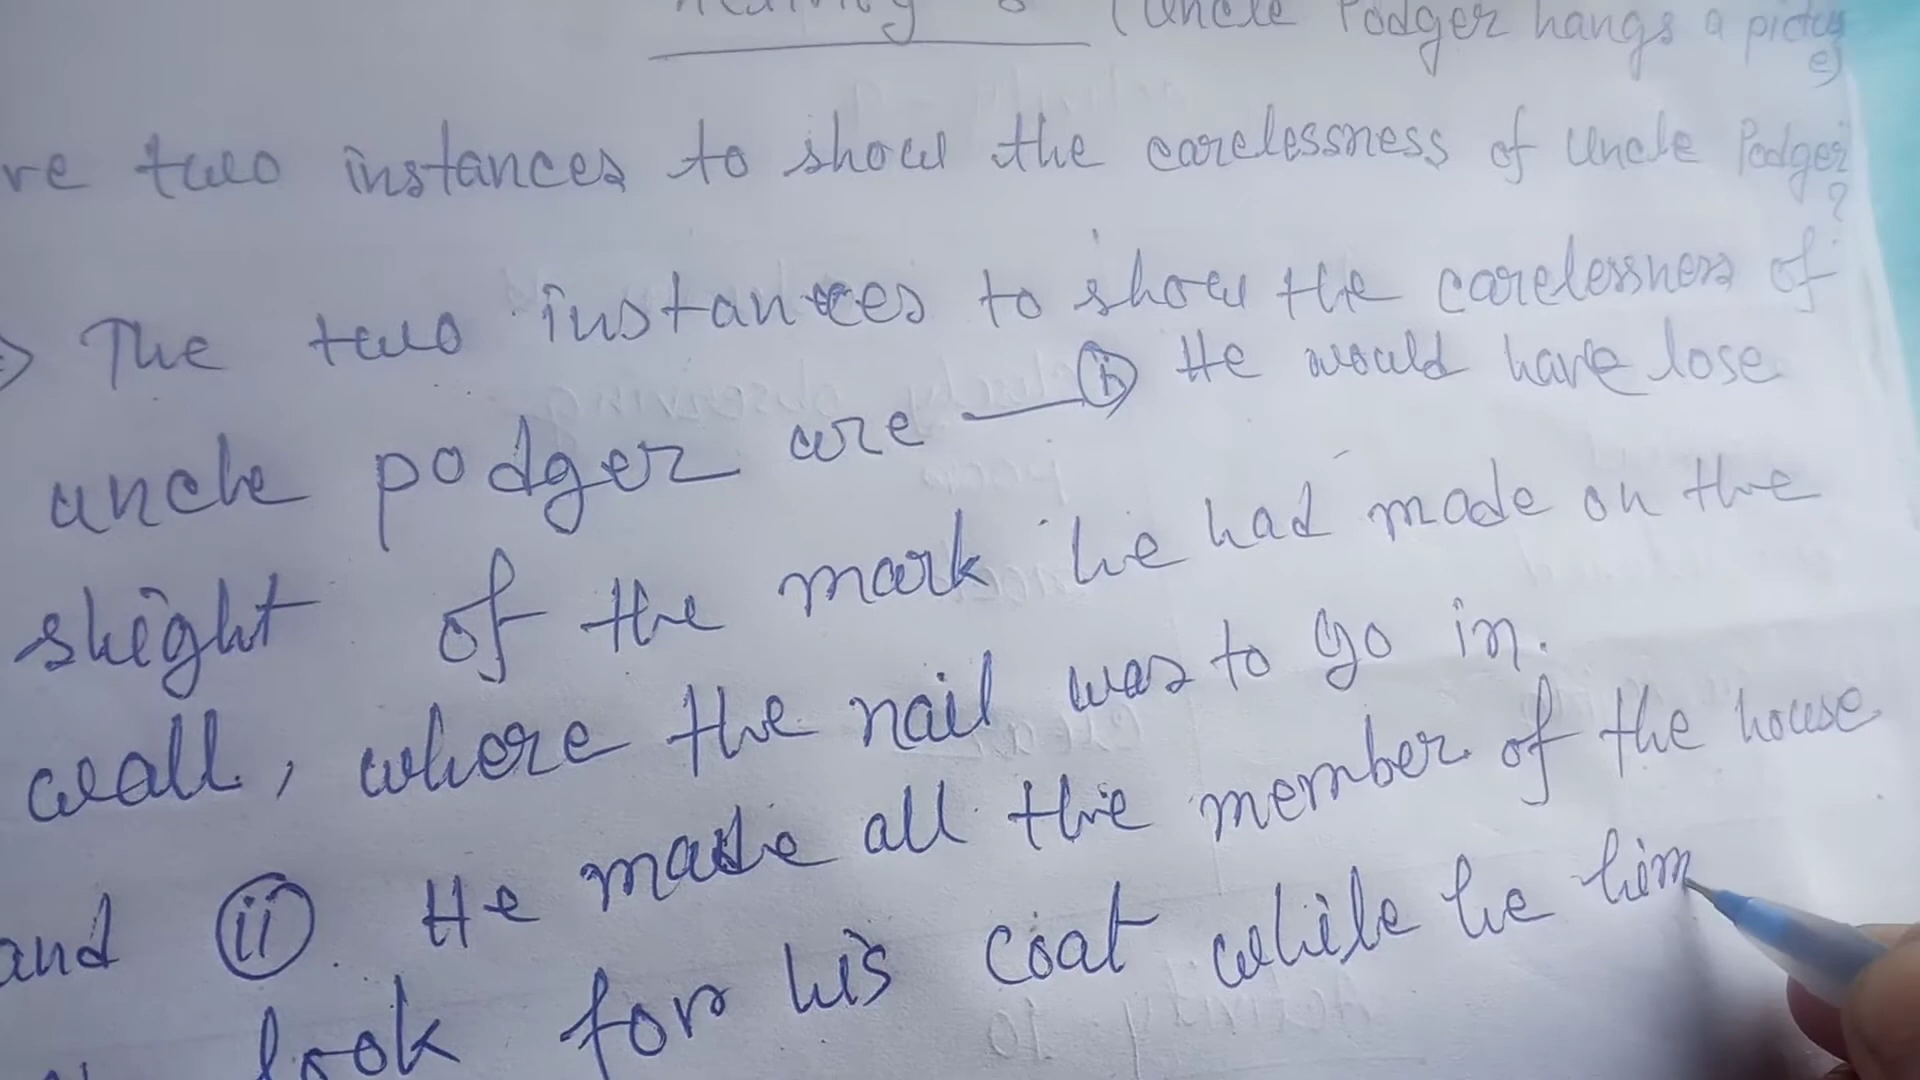 (Uncle Podger hangs a picture)
re two instances to show the carelessness of Uncle Podger?
The two instances to show the carelessness of
uncle podger are — (i) He would have lose
slight of the mark he had made on the
wall, where the nail was to go in.
and (ii) He made all the member of the house
look for his coat while he him